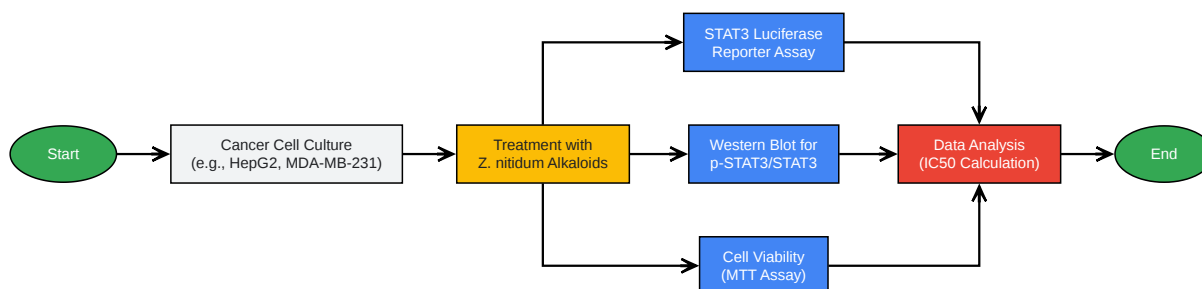 Start
Cancer Cell Culture
(e.g., HepG2, MDA-MB-231)
Treatment with
Z. nitidum Alkaloids
STAT3 Luciferase
Reporter Assay
Western Blot for
p-STAT3/STAT3
Cell Viability
(MTT Assay)
Data Analysis
(IC50 Calculation)
End